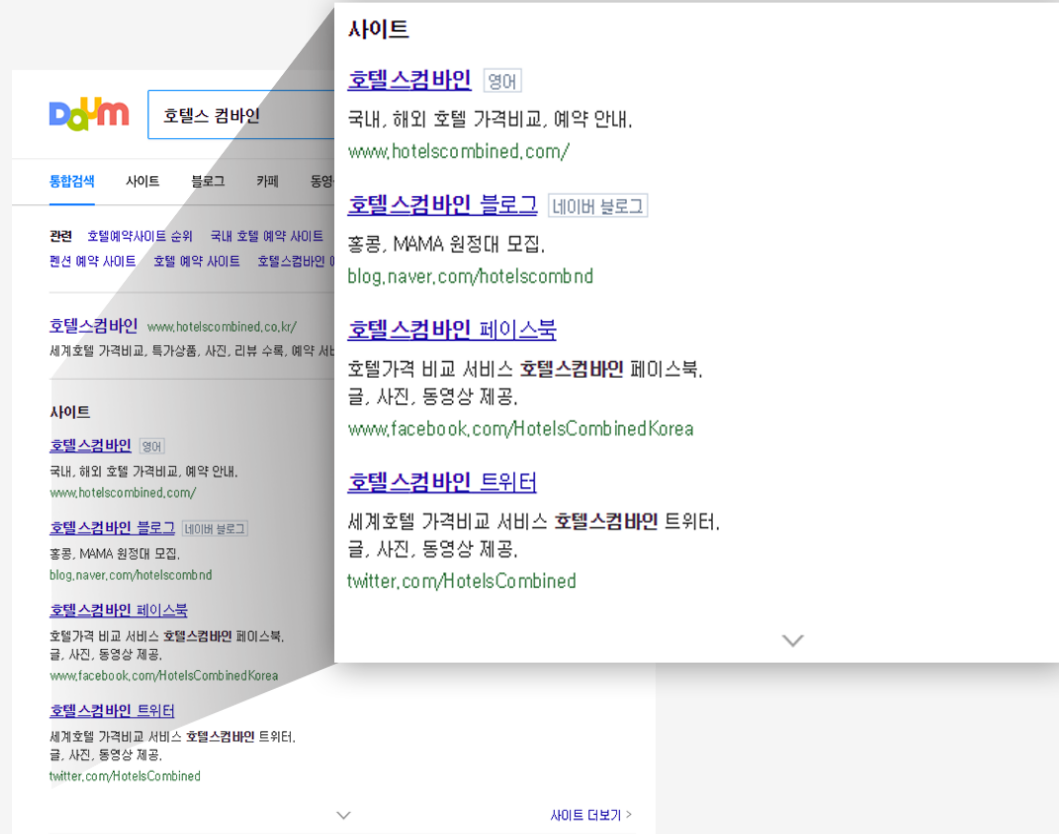 Daum
호텔스 컴바인
통합검색 사이트 블로그 카페
관련 호텔예약사이트 순위 국내 호텔 예약 사이트
펜션 예약 사이트 호텔 예약 사이트 호텔스컴바인
호텔스컴바인 www.hotelscombined.co.kr/
세계호텔 가격비교, 특가상품, 사진, 리뷰 수록, 예약
사이트
호텔스컴바인 영어
국내, 해외 호텔 가격비교, 예약 안내.
www.hotelscombined.com/
호텔스컴바인 블로그 네이버 블로그
홍콩, MAMA 원정대 모집.
blog.naver.com/hotelscombnd
호텔스컴바인 페이스북
호텔가격 비교 서비스 호텔스컴바인 페이스북.
글, 사진, 동영상 제공.
www.facebook.com/HotelsCombinedKorea
호텔스컴바인 트위터
세계호텔 가격비교 서비스 호텔스컴바인 트위터.
글, 사진, 동영상 제공.
twitter.com/HotelsCombined
사이트 더보기 >
사이트
호텔스컴바인 영어
국내, 해외 호텔 가격비교, 예약 안내.
www.hotelscombined.com/
호텔스컴바인 블로그 네이버 블로그
홍콩, MAMA 원정대 모집.
blog.naver.com/hotelscombnd
호텔스컴바인 페이스북
호텔가격 비교 서비스 호텔스컴바인 페이스북.
글, 사진, 동영상 제공.
www.facebook.com/HotelsCombinedKorea
호텔스컴바인 트위터
세계호텔 가격비교 서비스 호텔스컴바인 트위터.
글, 사진, 동영상 제공.
twitter.com/HotelsCombined